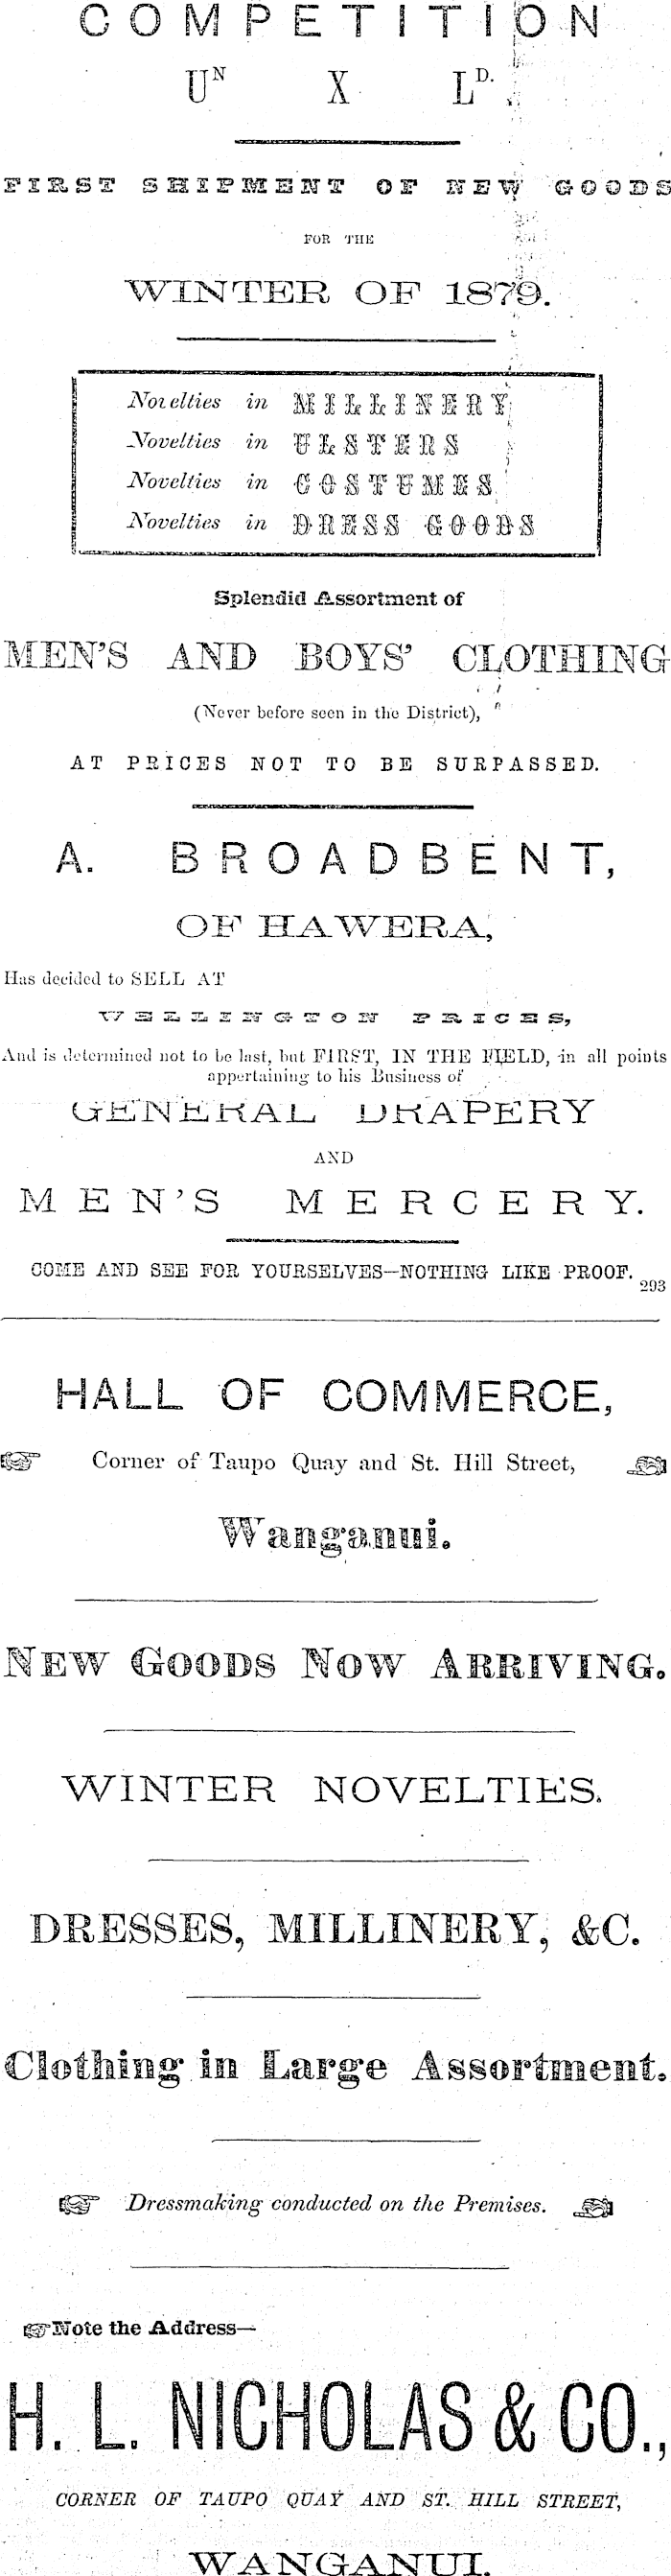 COMPETITION
UN X LD.
FIRST SHIPMENT OF NEW GOODS
FOR THE
WINTER OF 1879.
Novelties in MILLINERY
Novelties in ULSTERS
Novelties in COSTUMES
Novelties in DRESS GOODS
Splendid Assortment of
MEN'S AND BOYS' CLOTHING
(Never before seen in the District),
AT PRICES NOT TO BE SURPASSED.
A. BROADBENT,
OF HAWERA,
Has decided to SELL AT
WELLINGTON PRICES,
And is determined not to be last, but FIRST, IN THE FIELD, in all points
appertaining to his Business of
GENERAL DRAPERY
AND
MEN'S MERCERY.
COME AND SEE FOR YOURSELVES—NOTHING LIKE PROOF.
293
HALL OF COMMERCE,
☞ Corner of Taupo Quay and St. Hill Street, ☜
Wanganui.
NEW GOODS NOW ARRIVING.
WINTER NOVELTIES.
DRESSES, MILLINERY, &C.
Clothing in Large Assortment.
☞ Dressmaking conducted on the Premises. ☜
☞Note the Address—
H. L. NICHOLAS & CO.,
CORNER OF TAUPO QUAY AND ST. HILL STREET,
WANGANUI.